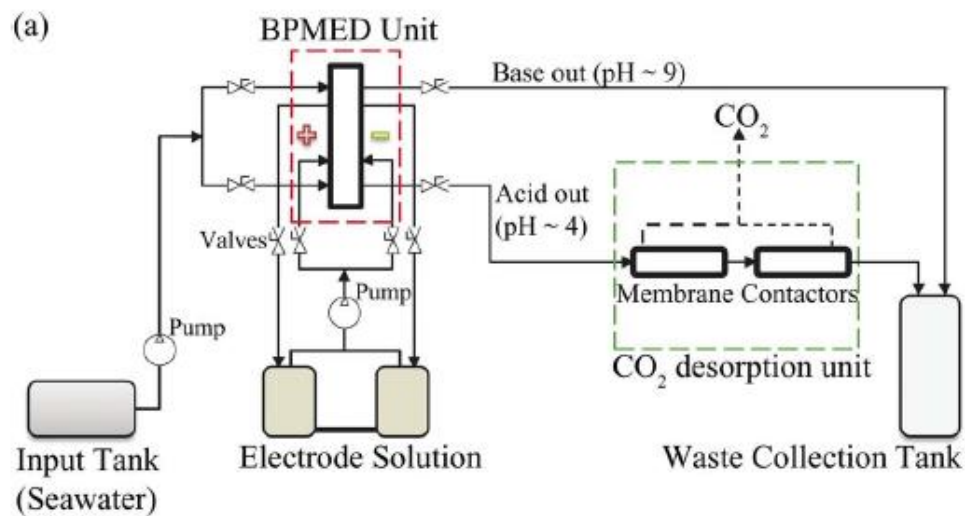 (a)
BPMED Unit
Base out (pH ~ 9)
CO₂
+
−
Acid out
(pH ~ 4)
Valves
Pump
Membrane Contactors
Pump
CO₂ desorption unit
Input Tank
(Seawater)
Electrode Solution
Waste Collection Tank